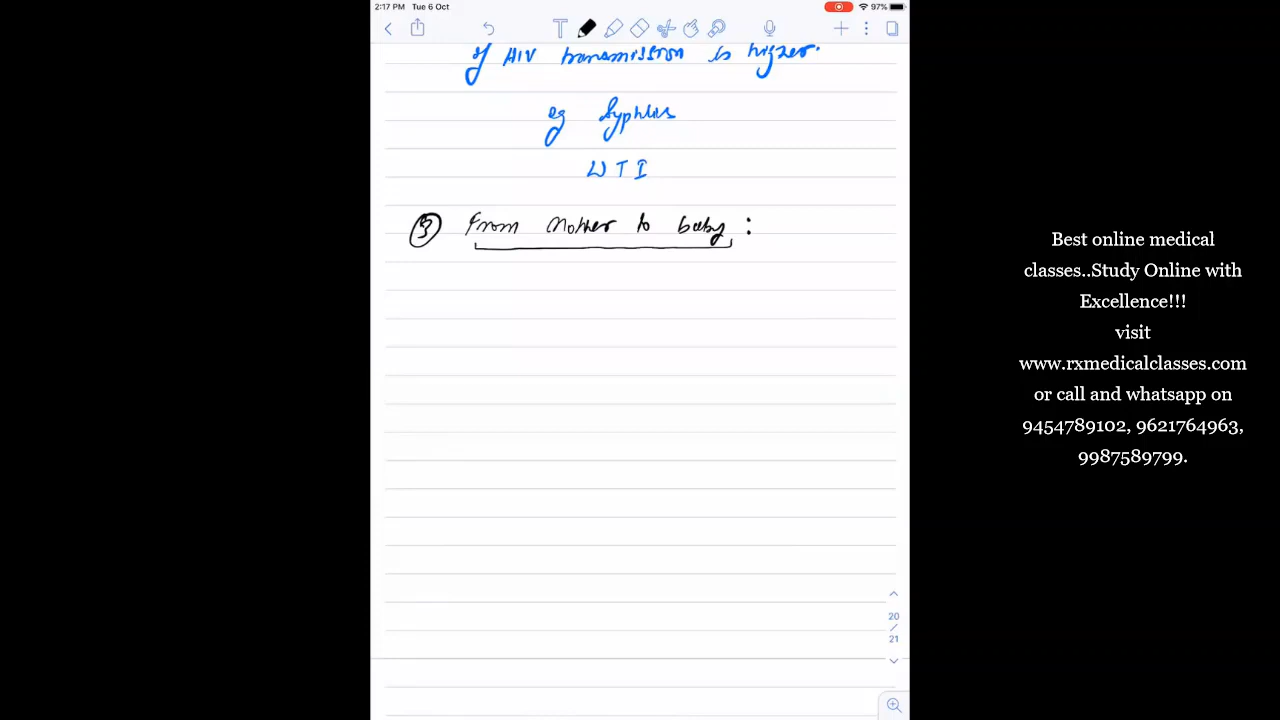 2:17 PM Tue 6 Oct
97%
T
of HIV transmission is higher.
eg Syphilis
UTI
③ From Mother to baby :
20
/
21
Best online medical
classes..Study Online with
Excellence!!!
visit
www.rxmedicalclasses.com
or call and whatsapp on
9454789102, 9621764963,
9987589799.